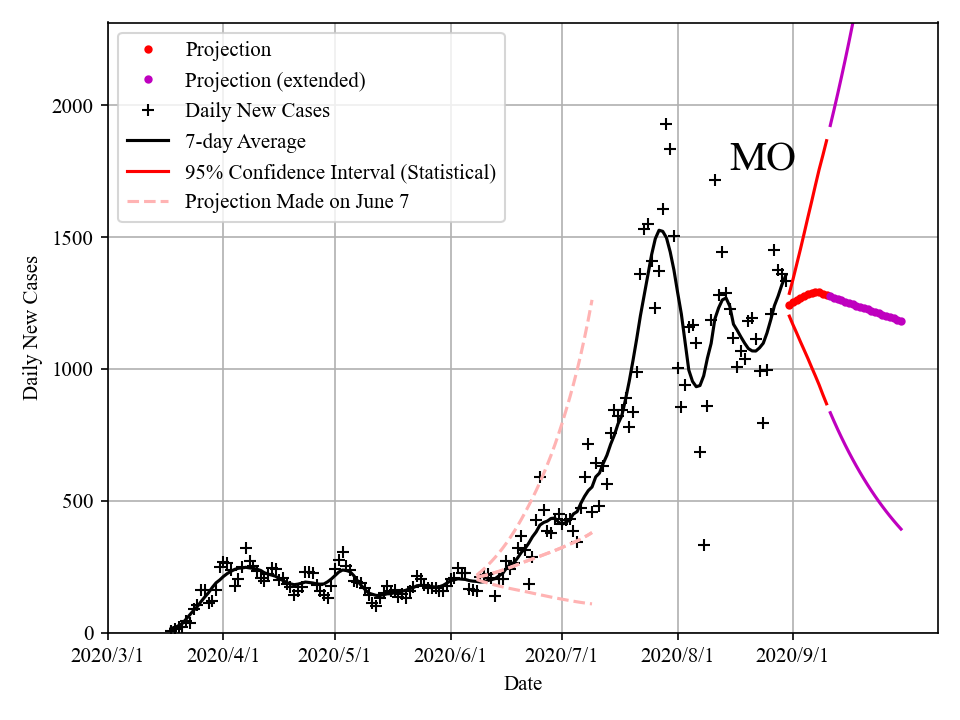 Projection
Projection (extended)
Daily New Cases
7-day Average
95% Confidence Interval (Statistical)
Projection Made on June 7
MO
2000
1500
1000
500
0
Daily New Cases
2020/3/1 2020/4/1 2020/5/1 2020/6/1 2020/7/1 2020/8/1 2020/9/1
Date